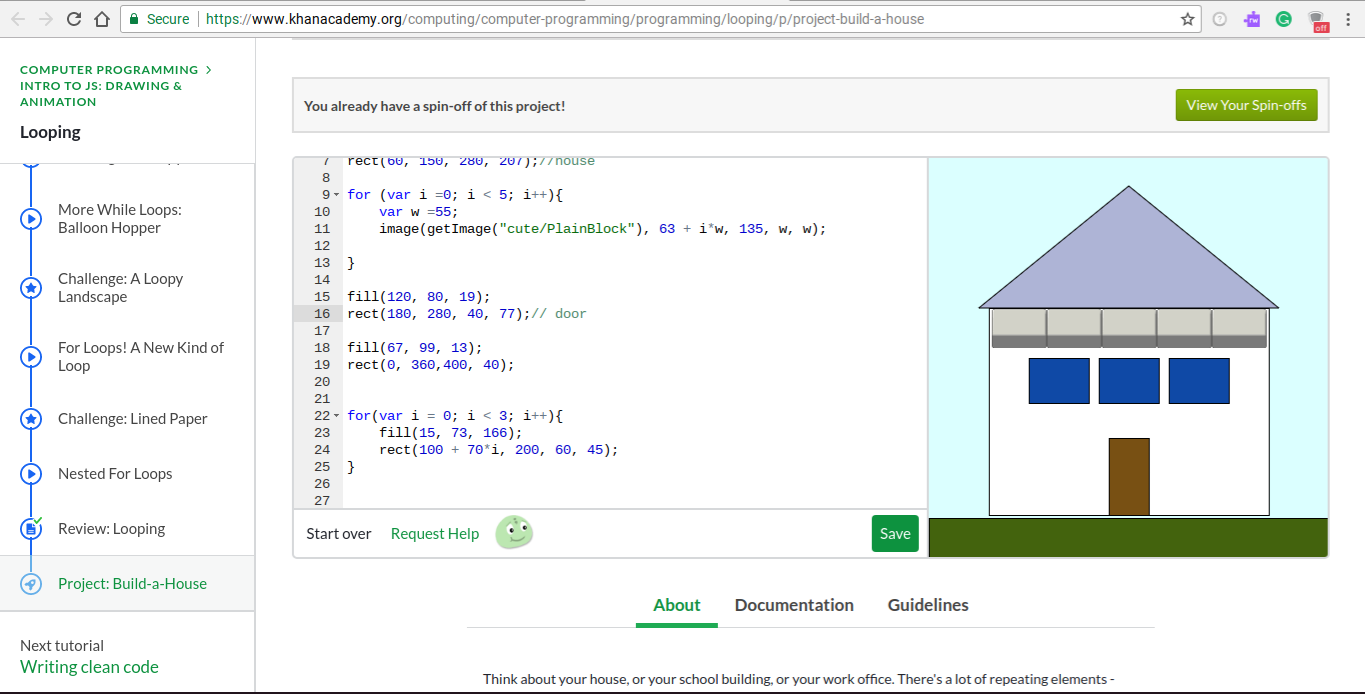 Secure
https://www.khanacademy.org/computing/computer-programming/programming/looping/p/project-build-a-house
off
COMPUTER PROGRAMMING >
INTRO TO JS: DRAWING &
ANIMATION
Looping
More While Loops:
Balloon Hopper
Challenge: A Loopy
Landscape
For Loops! A New Kind of
Loop
Challenge: Lined Paper
Nested For Loops
Review: Looping
Project: Build-a-House
Next tutorial
Writing clean code
You already have a spin-off of this project!
View Your Spin-offs
7 rect(60, 150, 280, 207);//house
8
9 for (var i =0; i < 5; i++){
10 var w =55;
11 image(getImage("cute/PlainBlock"), 63 + i*w, 135, w, w);
12
13 }
14
15 fill(120, 80, 19);
16 rect(180, 280, 40, 77);// door
17
18 fill(67, 99, 13);
19 rect(0, 360,400, 40);
20
21
22 for(var i = 0; i < 3; i++){
23 fill(15, 73, 166);
24 rect(100 + 70*i, 200, 60, 45);
25 }
26
27
Start over
Request Help
Save
About
Documentation
Guidelines
Think about your house, or your school building, or your work office. There's a lot of repeating elements -